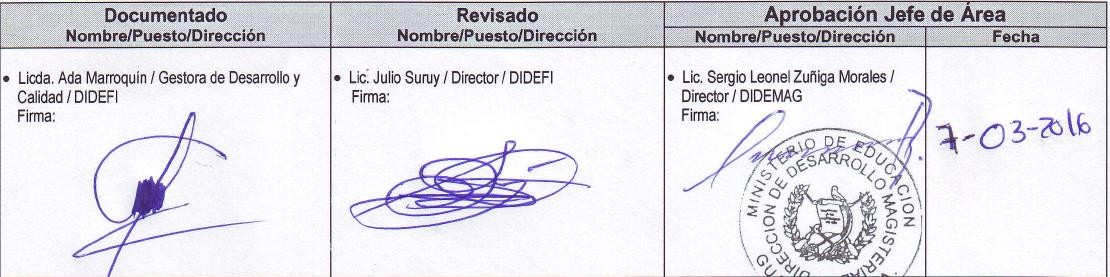 Documentado
Nombre/Puesto/Dirección
Revisado
Nombre/Puesto/Dirección
Aprobación Jefe de Área
Nombre/Puesto/Dirección
Fecha
• Licda. Ada Marroquín / Gestora de Desarrollo y
Calidad / DIDEFI
Firma:
• Lic. Julio Suruy / Director / DIDEFI
Firma:
• Lic. Sergio Leonel Zuñiga Morales /
Director / DIDEMAG
Firma:
7-03-2016
MINISTERIO DE EDUCACION
DIRECCION DE DESARROLLO MAGISTERIAL